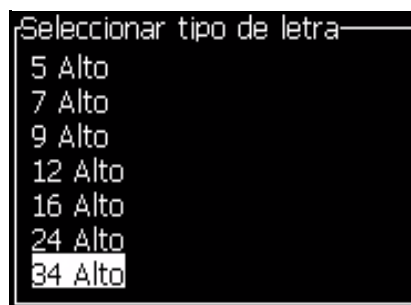 Seleccionar tipo de letra
5 Alto
7 Alto
9 Alto
12 Alto
16 Alto
24 Alto
34 Alto